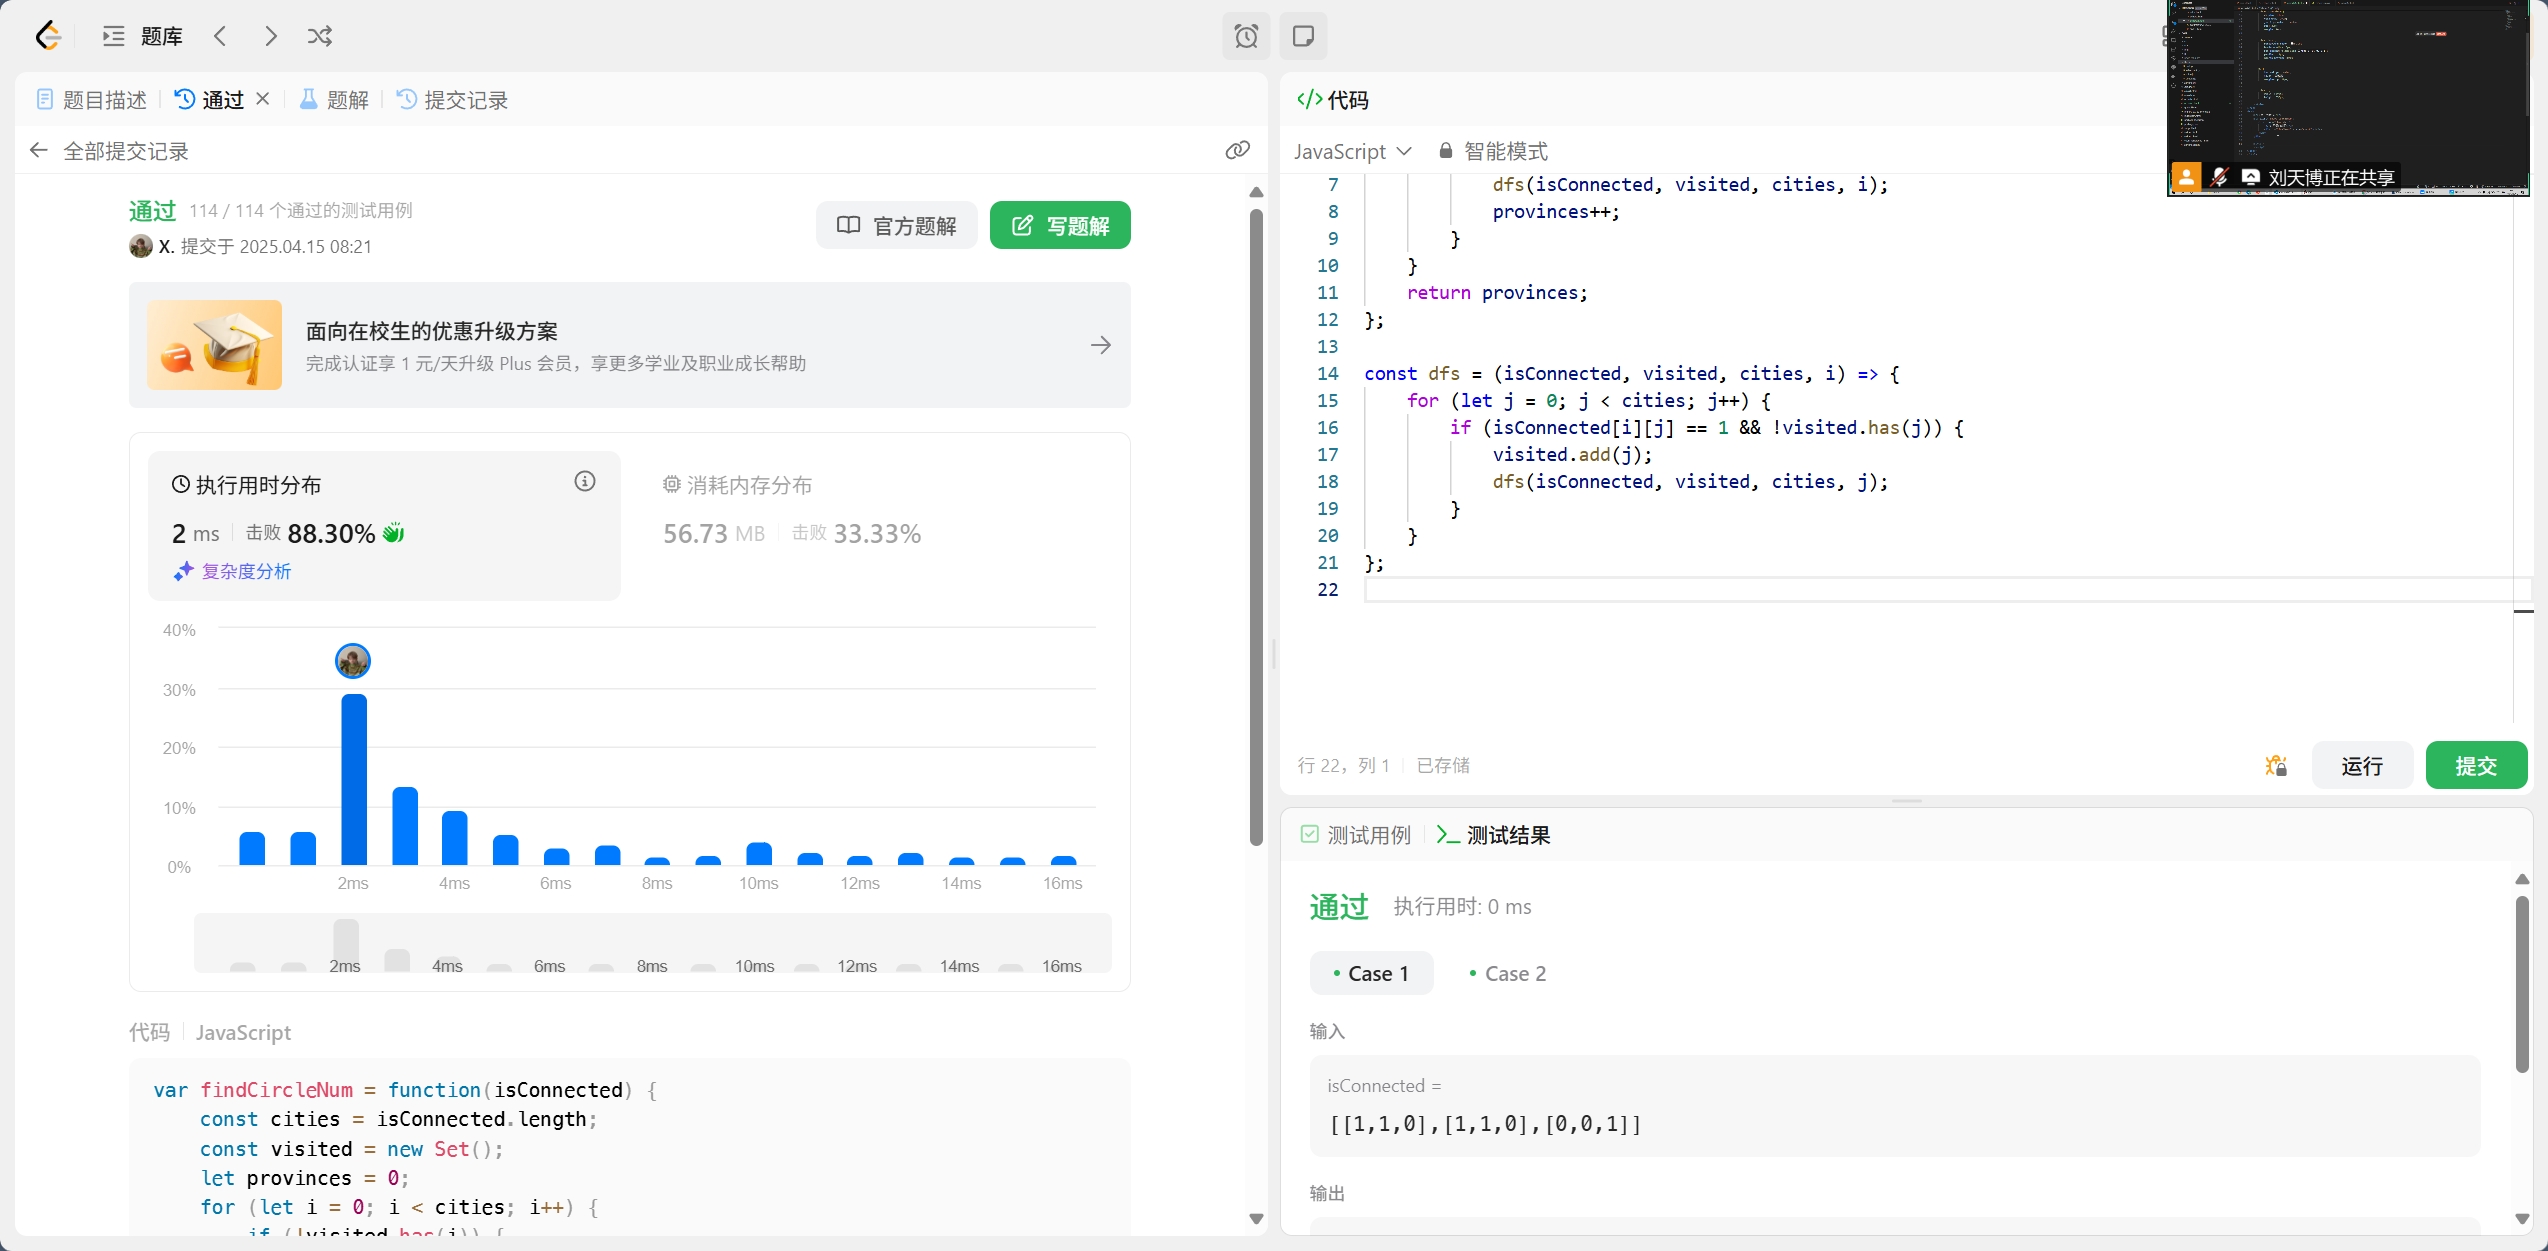 题库
题目描述
通过
题解
提交记录
全部提交记录
通过 114 / 114 个通过的测试用例
X. 提交于 2025.04.15 08:21
官方题解
写题解
面向在校生的优惠升级方案
完成认证享 1 元/天升级 Plus 会员，享更多学业及职业成长帮助
执行用时分布
2 ms 击败 88.30%
复杂度分析
消耗内存分布
56.73 MB 击败 33.33%
40%
30%
20%
10%
0%
2ms 4ms 6ms 8ms 10ms 12ms 14ms 16ms
2ms 4ms 6ms 8ms 10ms 12ms 14ms 16ms
代码 JavaScript
var findCircleNum = function(isConnected) {
const cities = isConnected.length;
const visited = new Set();
let provinces = 0;
for (let i = 0; i < cities; i++) {
if (!visited.has(i)) {
</>代码
JavaScript 智能模式
7 dfs(isConnected, visited, cities, i);
8 provinces++;
9 }
10 }
11 return provinces;
12 };
13
14 const dfs = (isConnected, visited, cities, i) => {
15 for (let j = 0; j < cities; j++) {
16 if (isConnected[i][j] == 1 && !visited.has(j)) {
17 visited.add(j);
18 dfs(isConnected, visited, cities, j);
19 }
20 }
21 };
22
刘天博正在共享
行 22，列 1 已存储
运行
提交
测试用例
测试结果
通过 执行用时: 0 ms
Case 1
Case 2
输入
isConnected =
[[1,1,0],[1,1,0],[0,0,1]]
输出